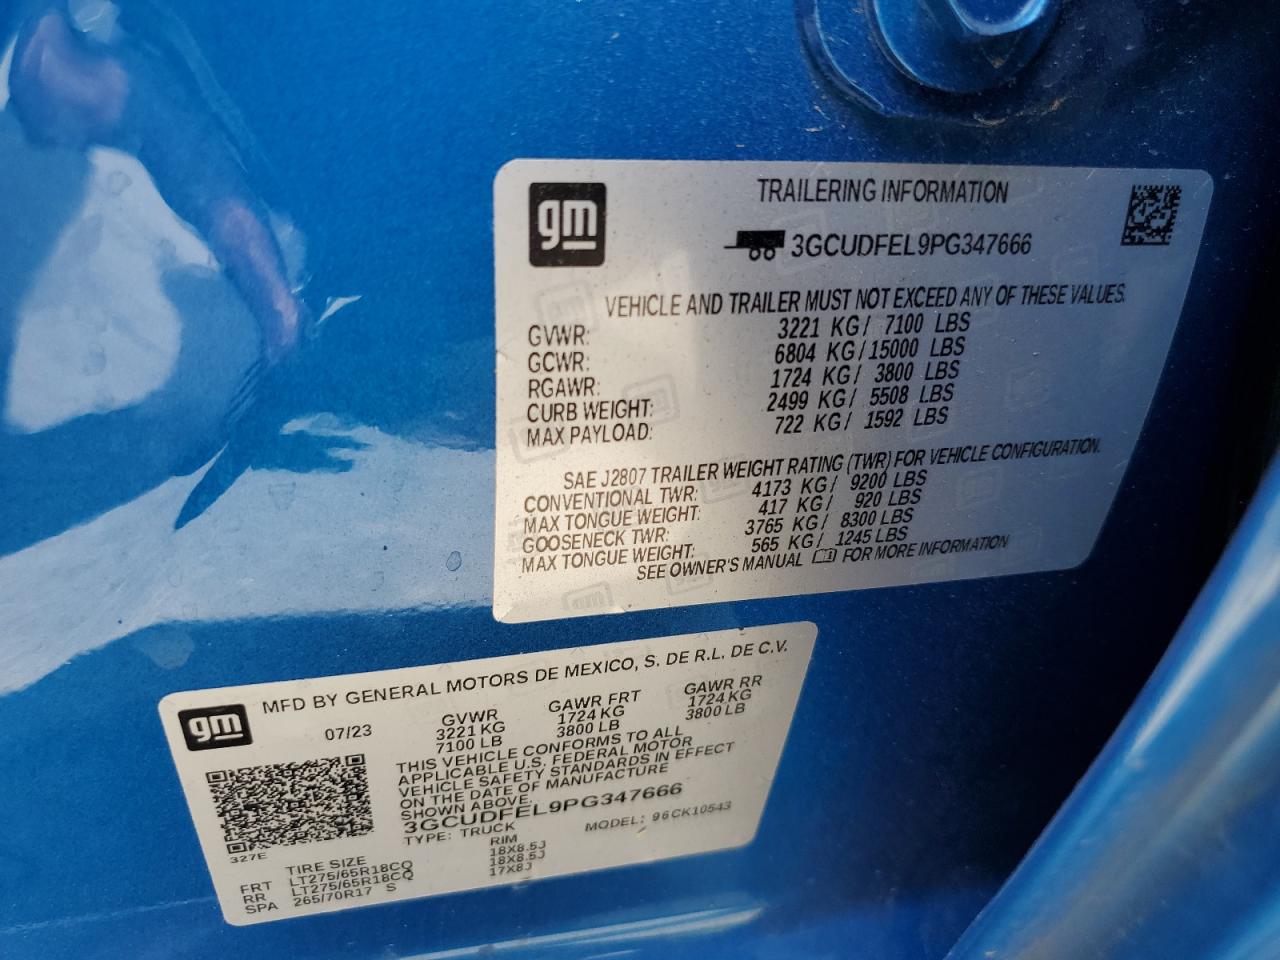 gm
TRAILERING INFORMATION
3GCUDFEL9PG347666
VEHICLE AND TRAILER MUST NOT EXCEED ANY OF THESE VALUES.
GVWR: 3221 KG/ 7100 LBS
GCWR: 6804 KG/ 15000 LBS
RGAWR: 1724 KG/ 3800 LBS
CURB WEIGHT: 2499 KG/ 5508 LBS
MAX PAYLOAD: 722 KG/ 1592 LBS
SAE J2807 TRAILER WEIGHT RATING (TWR) FOR VEHICLE CONFIGURATION.
CONVENTIONAL TWR: 4173 KG/ 9200 LBS
MAX TONGUE WEIGHT: 417 KG/ 920 LBS
GOOSENECK TWR: 3765 KG/ 8300 LBS
MAX TONGUE WEIGHT: 565 KG/ 1245 LBS
SEE OWNER'S MANUAL FOR MORE INFORMATION
gm
MFD BY GENERAL MOTORS DE MEXICO, S. DE R.L. DE C.V.
07/23 GVWR GAWR FRT GAWR RR
3221 KG 1724 KG 1724 KG
7100 LB 3800 LB 3800 LB
THIS VEHICLE CONFORMS TO ALL
APPLICABLE U.S. FEDERAL MOTOR
VEHICLE SAFETY STANDARDS IN EFFECT
ON THE DATE OF MANUFACTURE
SHOWN ABOVE.
3GCUDFEL9PG347666
TYPE: TRUCK MODEL: 96CK10543
327E
TIRE SIZE RIM
FRT LT275/65R18CQ 18X8.5J
RR LT275/65R18CQ 18X8.5J
SPA 265/70R17 S 17X8J